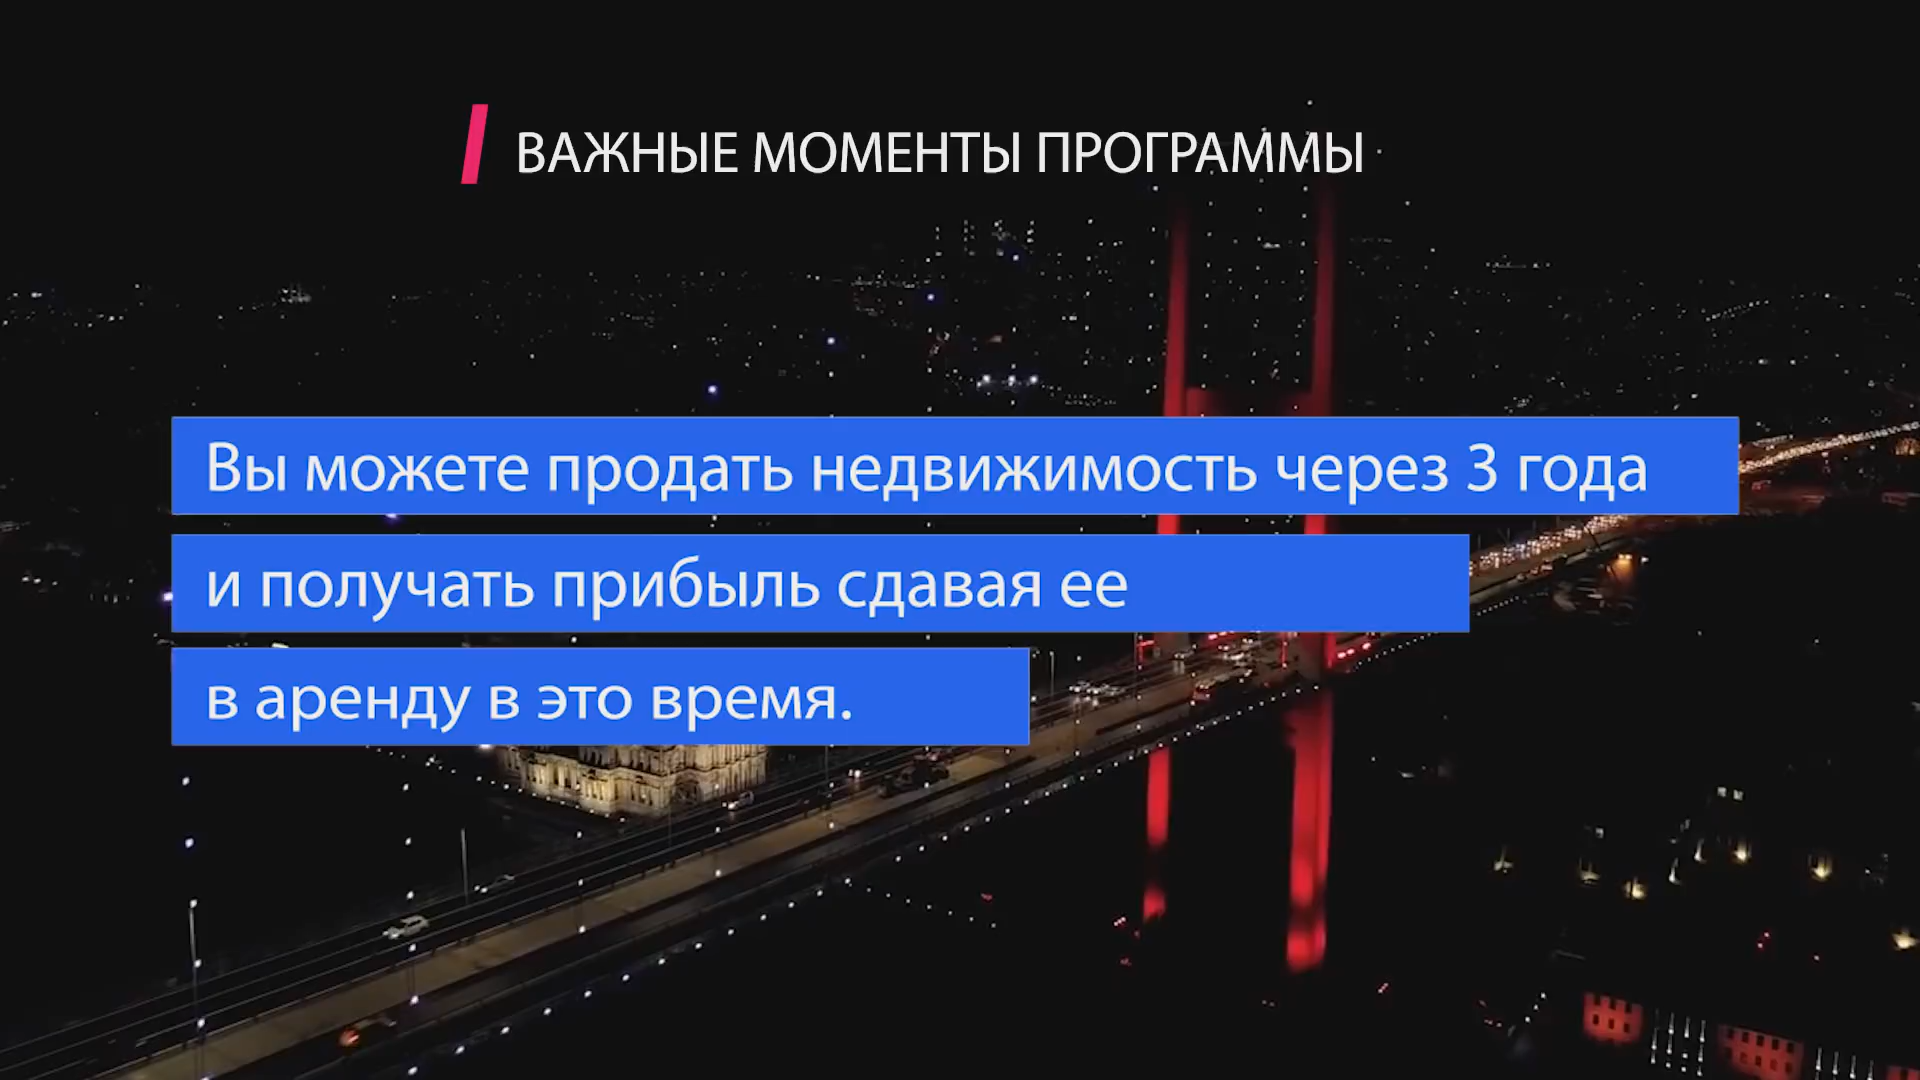 ВАЖНЫЕ МОМЕНТЫ ПРОГРАММЫ
Вы можете продать недвижимость через 3 года
и получать прибыль сдавая ее
в аренду в это время.